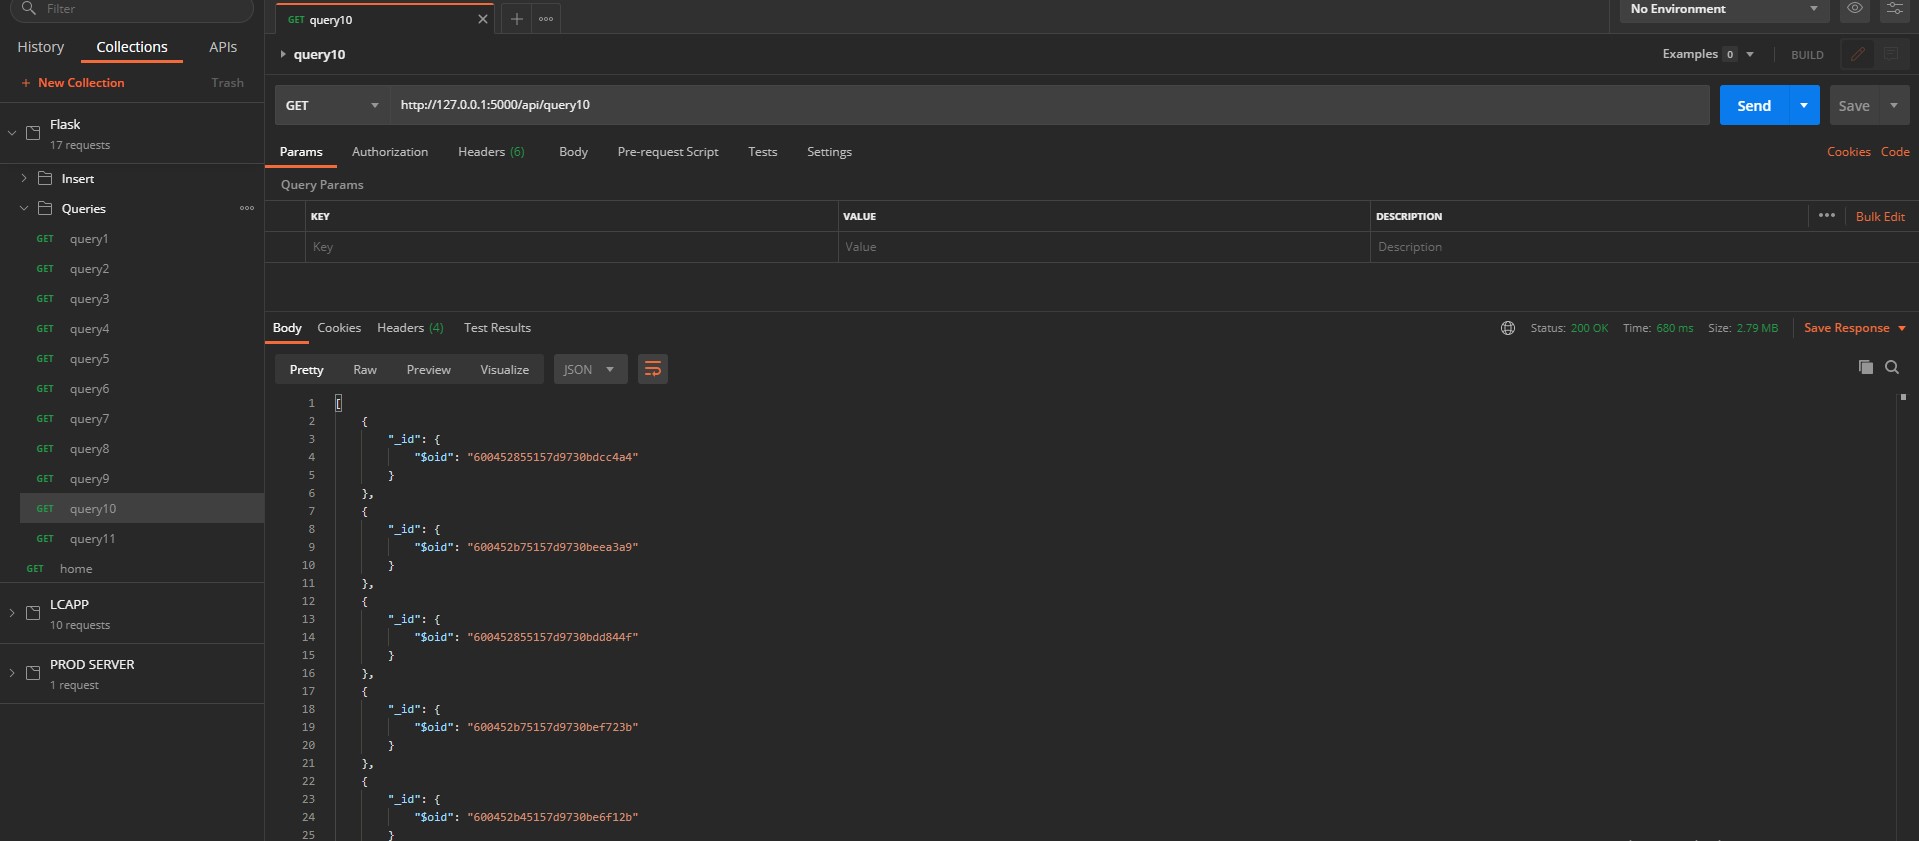 Filter
History Collections APIs
+ New Collection Trash
Flask
17 requests
Insert
Queries
GET query1
GET query2
GET query3
GET query4
GET query5
GET query6
GET query7
GET query8
GET query9
GET query10
GET query11
GET home
LCAPP
10 requests
PROD SERVER
1 request
GET query10
No Environment
query10
Examples 0 BUILD
GET http://127.0.0.1:5000/api/query10 Send Save
Params Authorization Headers (6) Body Pre-request Script Tests Settings Cookies Code
Query Params
KEY VALUE DESCRIPTION Bulk Edit
Key Value Description
Body Cookies Headers (4) Test Results Status: 200 OK Time: 680 ms Size: 2.79 MB Save Response
Pretty Raw Preview Visualize JSON
1 [
2 {
3 "_id": {
4 "$oid": "600452855157d9730bdcc4a4"
5 }
6 },
7 {
8 "_id": {
9 "$oid": "600452b75157d9730beea3a9"
10 }
11 },
12 {
13 "_id": {
14 "$oid": "600452855157d9730bdd844f"
15 }
16 },
17 {
18 "_id": {
19 "$oid": "600452b75157d9730bef723b"
20 }
21 },
22 {
23 "_id": {
24 "$oid": "600452b45157d9730be6f12b"
25 }